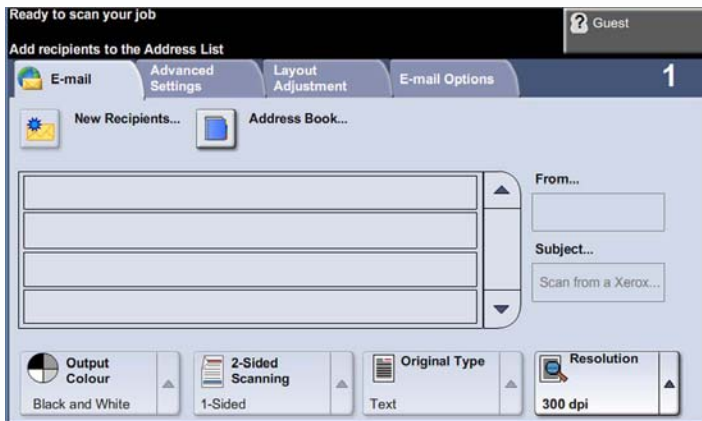 Ready to scan your job
Guest
Add recipients to the Address List
E-mail
Advanced
Settings
Layout
Adjustment
E-mail Options
1
New Recipients...
Address Book...
From...
Subject...
Scan from a Xerox...
Output
Colour
Black and White
2-Sided
Scanning
1-Sided
Original Type
Text
Resolution
300 dpi